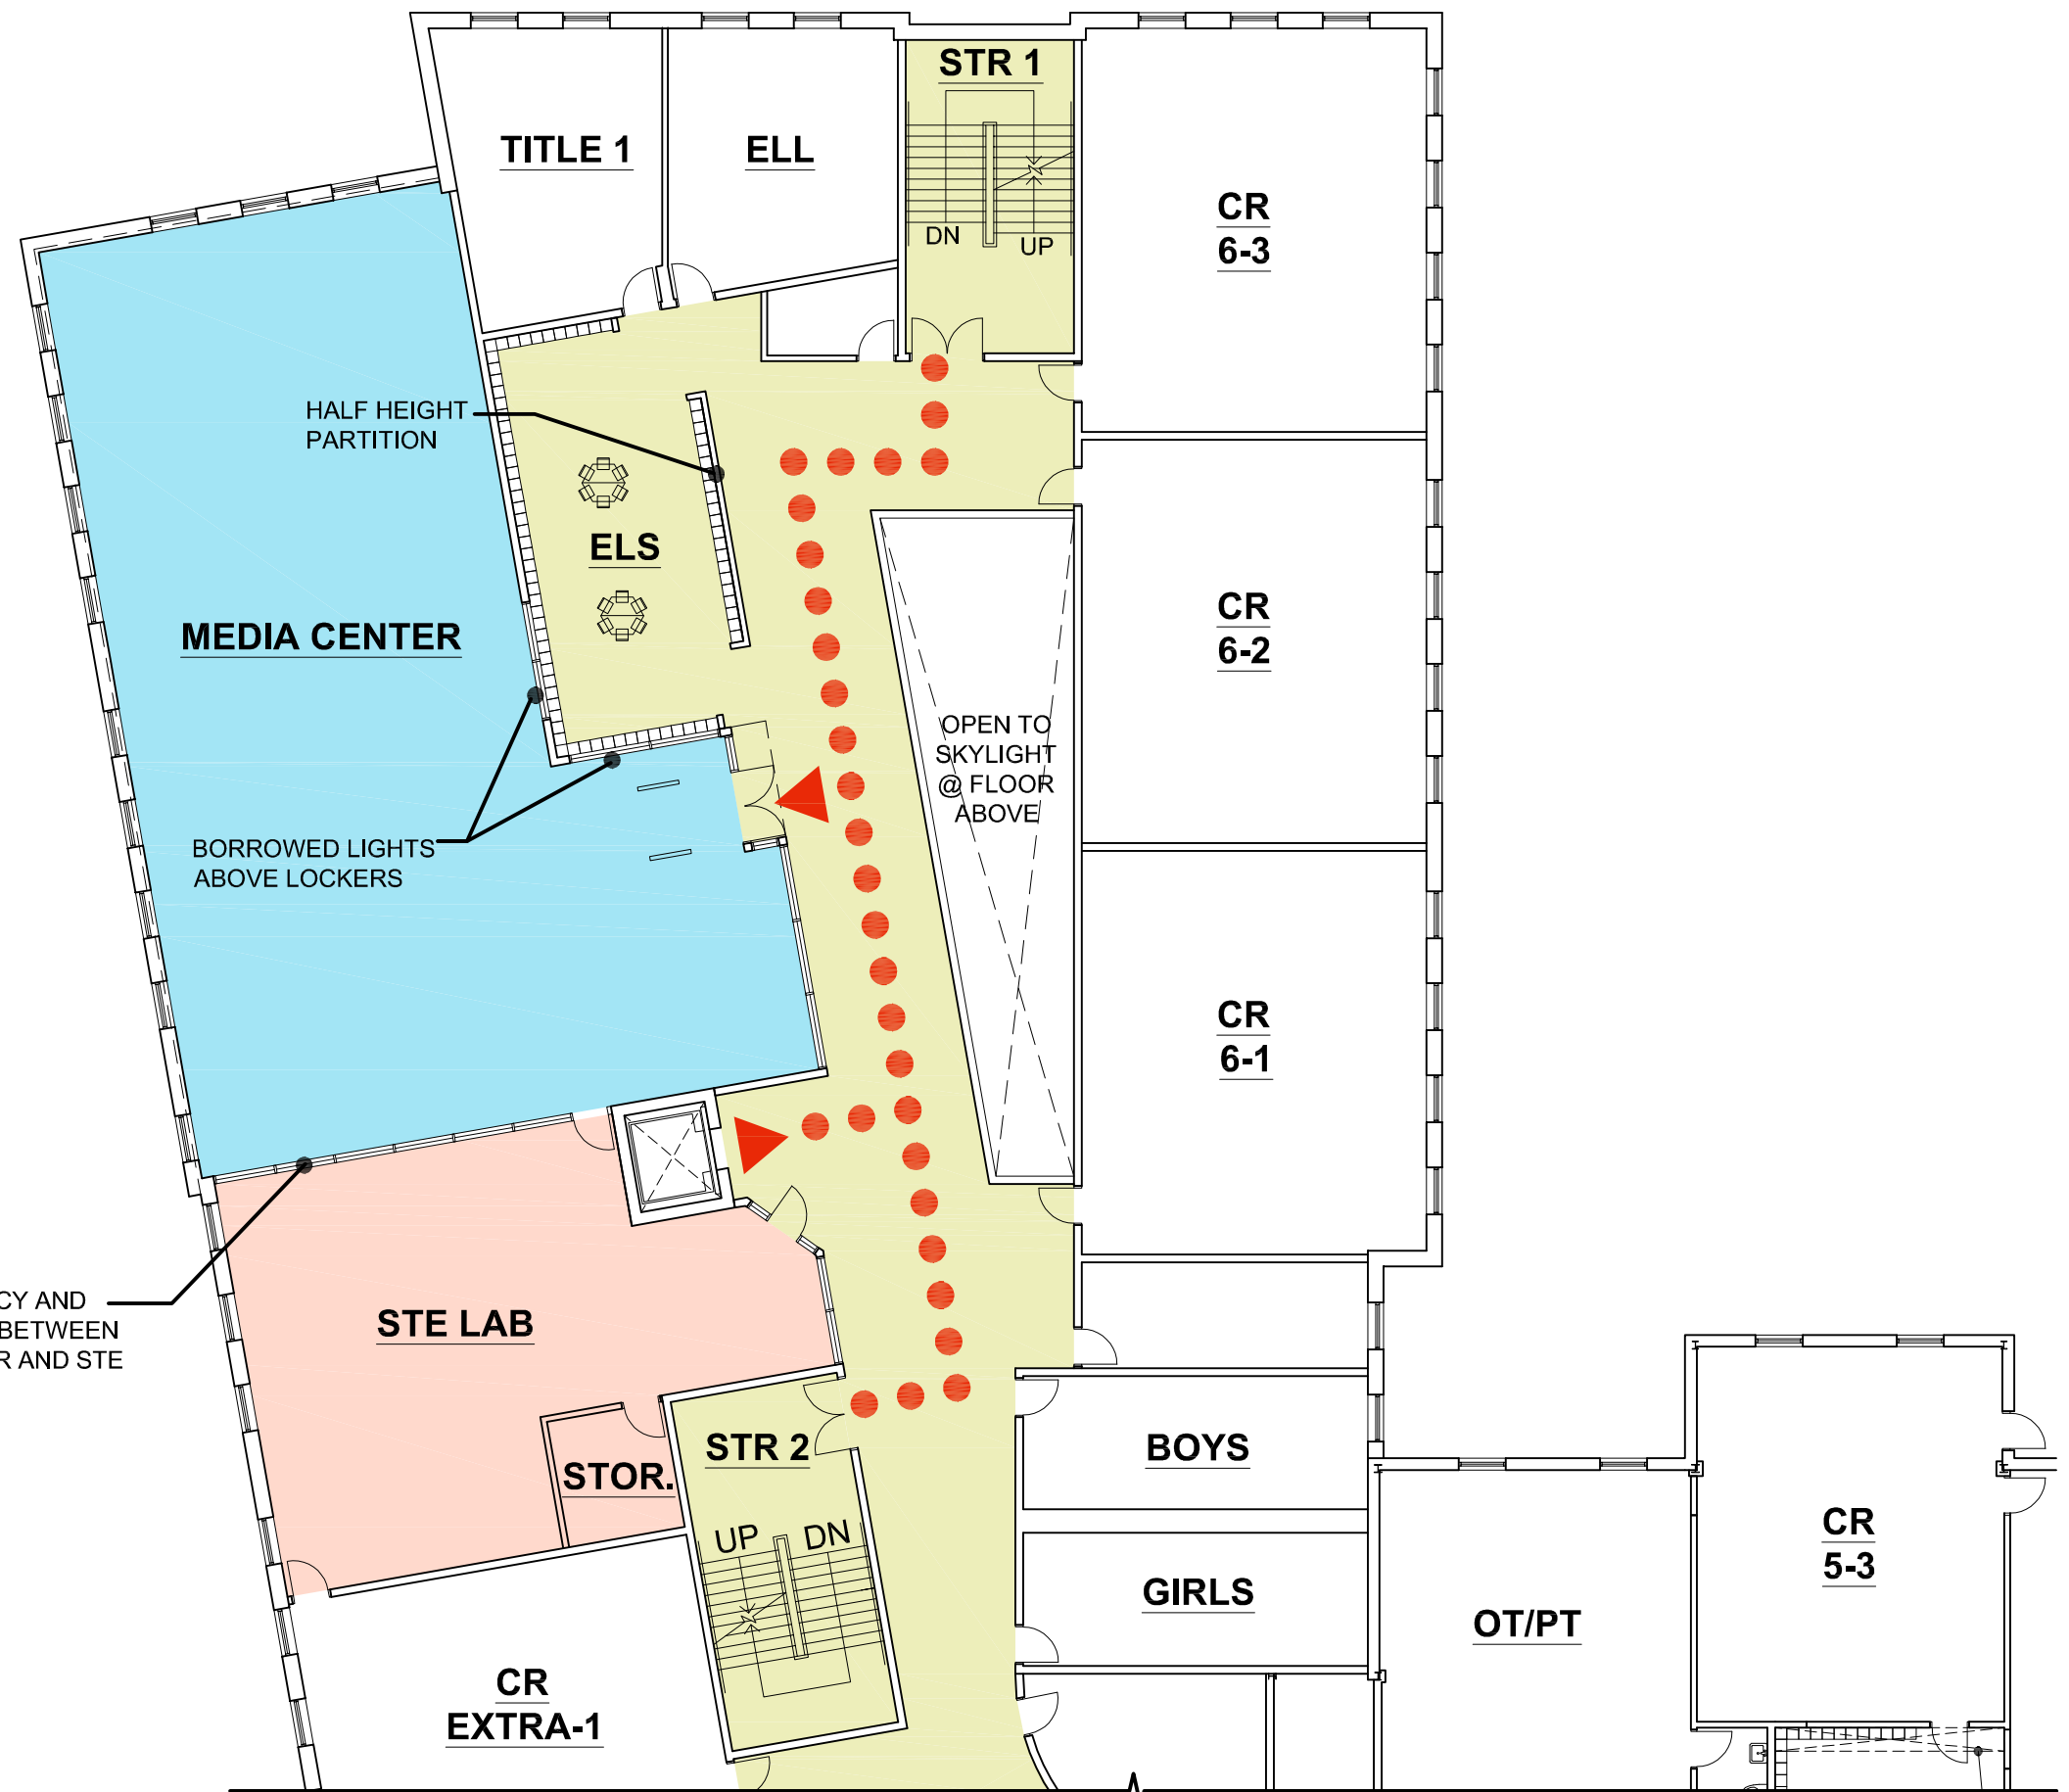 STR 1
TITLE 1
ELL
DN
UP
CR
6-3
HALF HEIGHT
PARTITION
ELS
CR
6-2
MEDIA CENTER
OPEN TO
SKYLIGHT
@ FLOOR
ABOVE
BORROWED LIGHTS
ABOVE LOCKERS
CR
6-1
CY AND
BETWEEN
R AND STE
STE LAB
STR 2
STOR.
BOYS
UP
DN
GIRLS
CR
5-3
OT/PT
CR
EXTRA-1